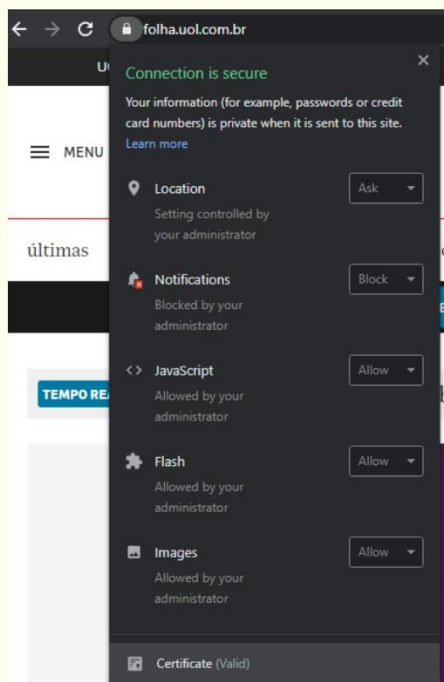 folha.uol.com.br
Connection is secure
Your information (for example, passwords or credit
card numbers) is private when it is sent to this site.
Learn more
MENU
últimas
Location
Ask
Setting controlled by
your administrator
Notifications
Block
Blocked by your
administrator
JavaScript
Allow
Allowed by your
administrator
TEMPO REA
Flash
Allow
Allowed by your
administrator
Images
Allow
Allowed by your
administrator
Certificate (Valid)